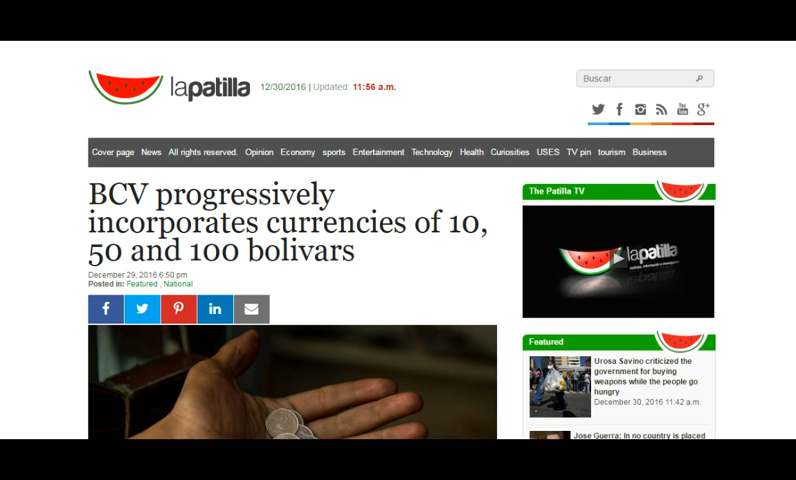 lapatilla
12/30/2016 | Updated: 11:56 a.m.
Buscar
Cover page News All rights reserved. Opinion Economy sports Entertainment Technology Health Curiosities USES TV pin tourism Business
BCV progressively
incorporates currencies of 10,
50 and 100 bolivars
December 29, 2016 6:50 pm
Posted in: Featured , National
The Patilla TV
lapatilla
Featured
Urosa Savino criticized the
government for buying
weapons while the people go
hungry
December 30, 2016 11:42 a.m.
Jose Guerra: In no country is placed